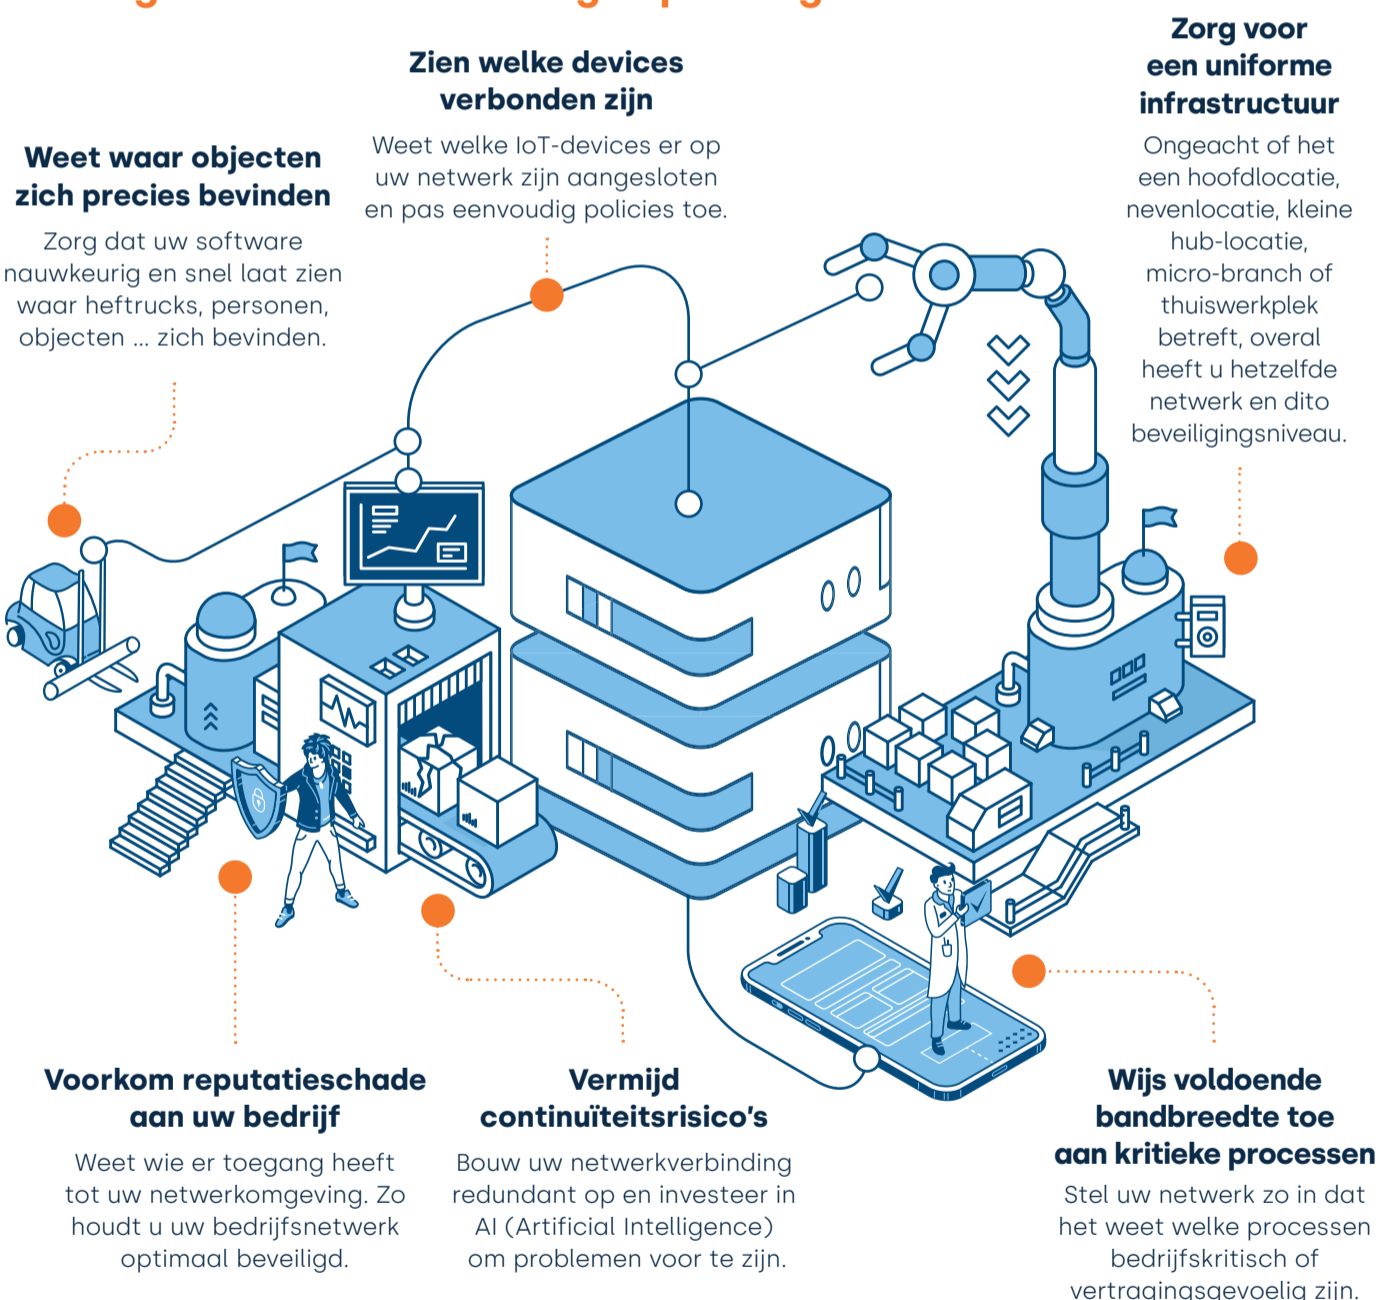 Zien welke devices
verbonden zijn
Weet welke IoT-devices er op
uw netwerk zijn aangesloten
en pas eenvoudig policies toe.
Zorg voor
een uniforme
infrastructuur
Ongeacht of het
een hoofdlocatie,
nevenlocatie, kleine
hub-locatie,
micro-branch of
thuiswerkplek
betreft, overal
heeft u hetzelfde
netwerk en dito
beveiligingsniveau.
Weet waar objecten
zich precies bevinden
Zorg dat uw software
nauwkeurig en snel laat zien
waar heftrucks, personen,
objecten ... zich bevinden.
Voorkom reputatieschade
aan uw bedrijf
Weet wie er toegang heeft
tot uw netwerkomgeving. Zo
houdt u uw bedrijfsnetwerk
optimaal beveiligd.
Vermijd
continuïteitsrisico's
Bouw uw netwerkverbinding
redundant op en investeer in
AI (Artificial Intelligence)
om problemen voor te zijn.
Wijs voldoende
bandbreedte toe
aan kritieke processen
Stel uw netwerk zo in dat
het weet welke processen
bedrijfskritisch of
vertragingsgevoelig zijn.